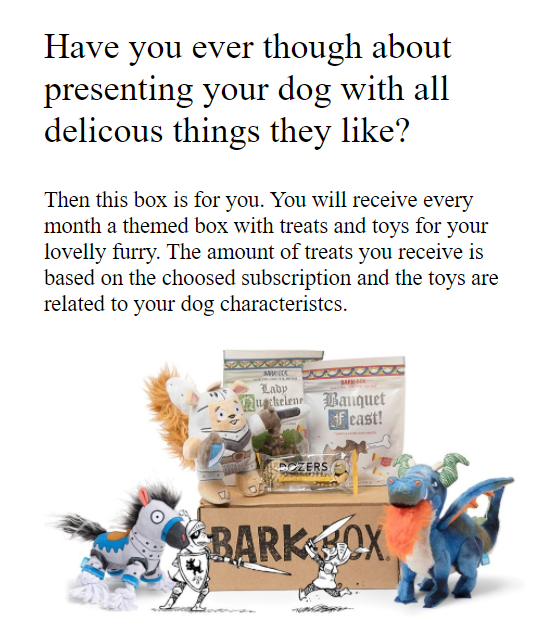 Have you ever though about
presenting your dog with all
delicous things they like?
Then this box is for you. You will receive every
month a themed box with treats and toys for your
lovelly furry. The amount of treats you receive is
based on the choosed subscription and the toys are
related to your dog characteristcs.
BARKBOX
Lady
BARKBOX
Banquet
Feast!
DOZERS
BARKBOX